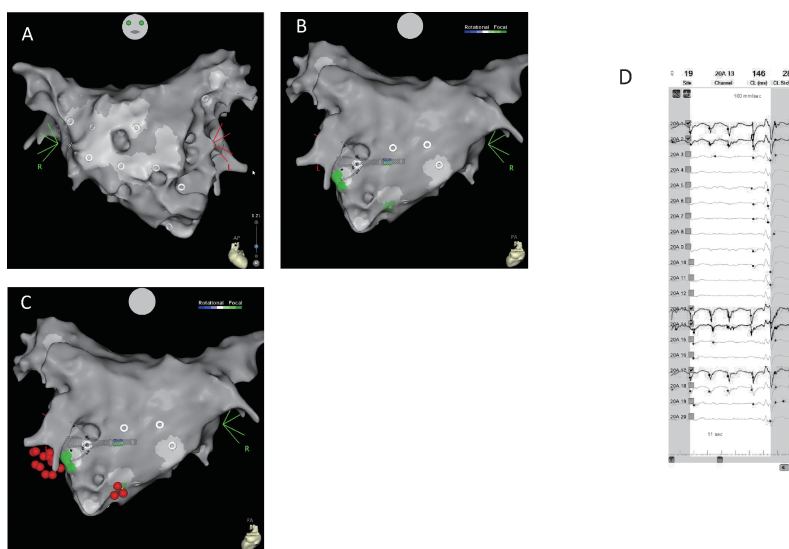 A
R
AP
B
Rotational Focal
L
R
PA
C
Rotational Focal
R
PA
D
19 20A 13 146 28
Site Channel CL (ms) CL Std
160 mm/sec
20A 1
20A 2
20A 3
20A 4
20A 5
20A 6
20A 7
20A 8
20A 9
20A 10
20A 11
20A 12
20A 13
20A 14
20A 15
20A 16
20A 17
20A 18
20A 19
20A 20